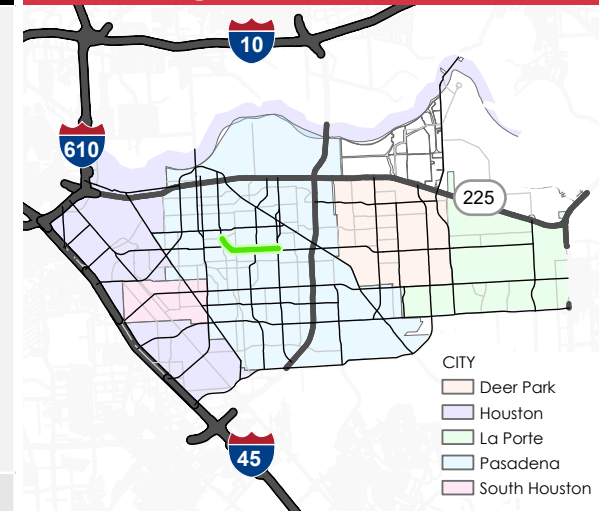 10
610
225
CITY
Deer Park
Houston
La Porte
Pasadena
South Houston
45